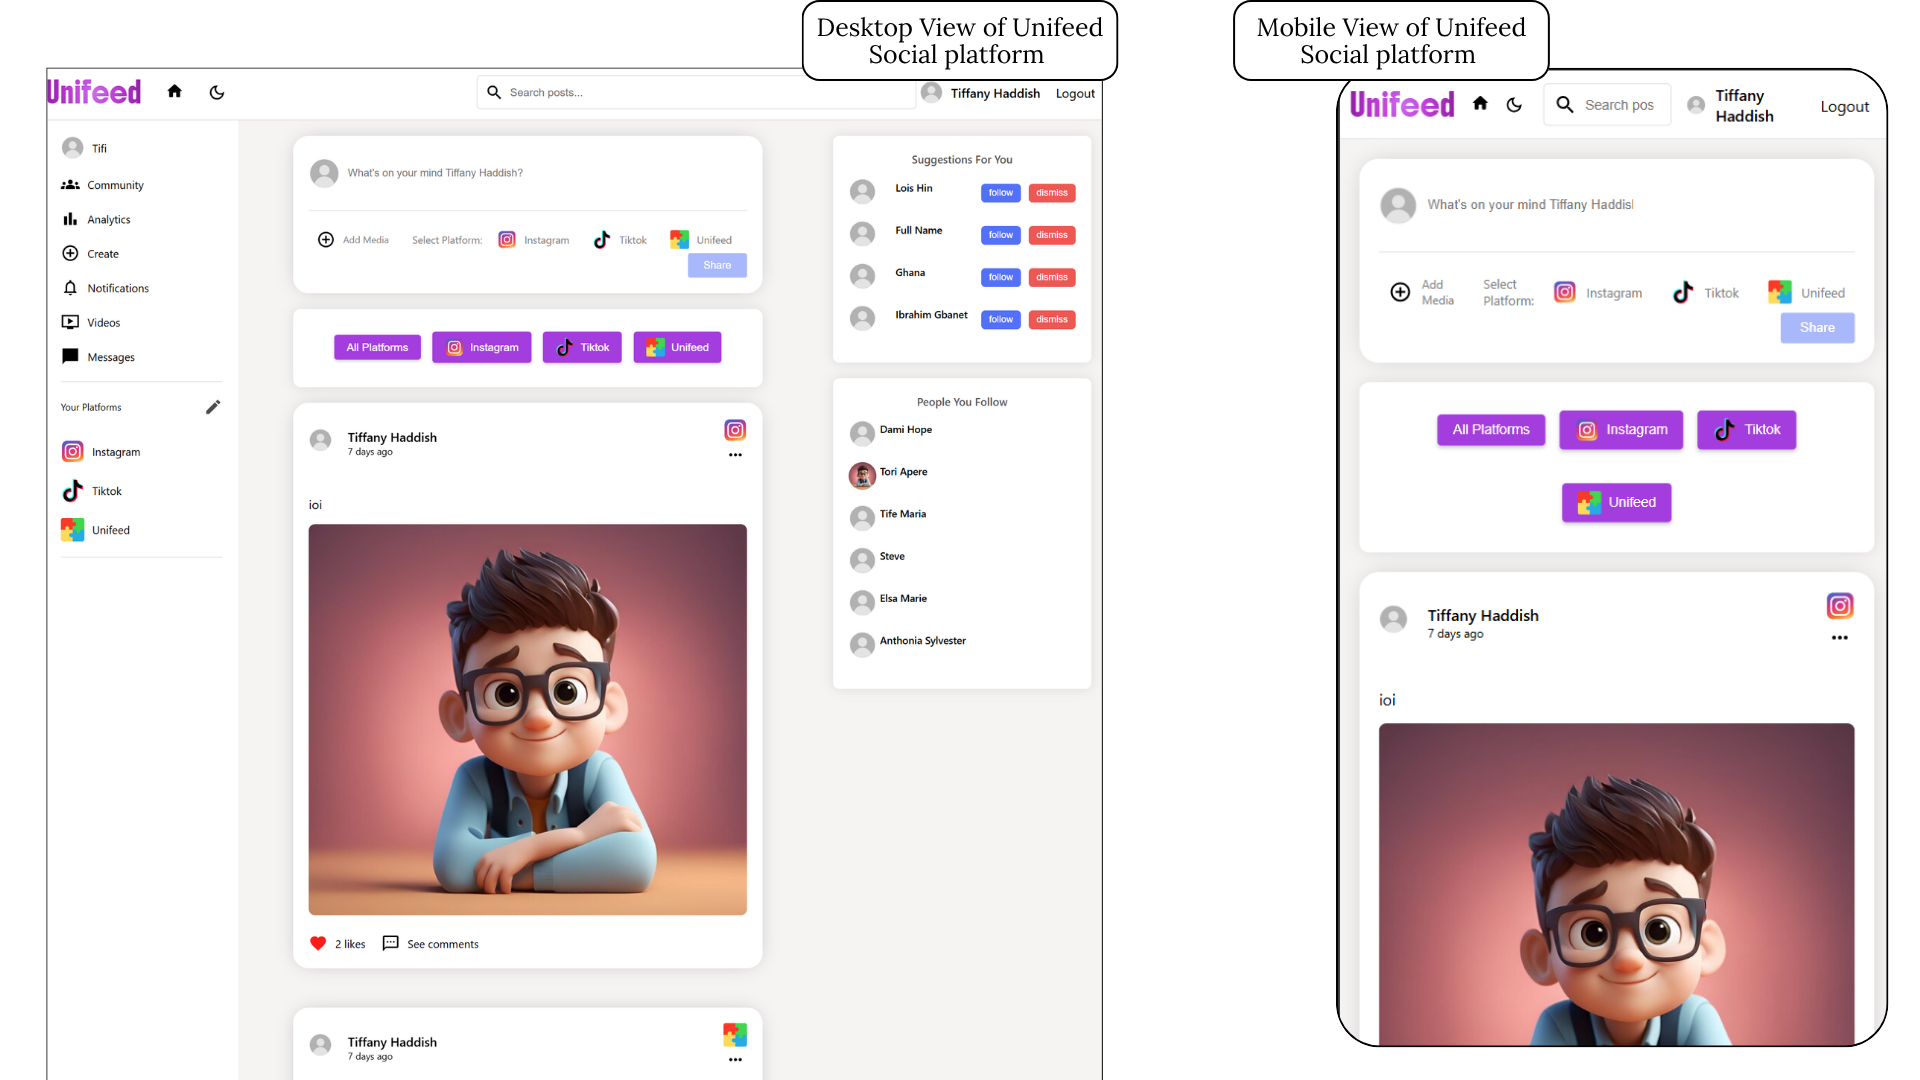 Desktop View of Unifeed
Social platform
Unifeed
Search posts...
Tiffany Haddish
Logout
Tifi
Community
Analytics
Create
Notifications
Videos
Messages
Your Platforms
Instagram
Tiktok
Unifeed
What's on your mind Tiffany Haddish?
Add Media
Select Platform:
Instagram
Tiktok
Unifeed
Share
All Platforms
Instagram
Tiktok
Unifeed
Tiffany Haddish
7 days ago
ioi
2 likes
See comments
Tiffany Haddish
7 days ago
Suggestions For You
Lois Hin
follow
dismiss
Full Name
follow
dismiss
Ghana
follow
dismiss
Ibrahim Gbanet
follow
dismiss
People You Follow
Dami Hope
Tori Apere
Tife Maria
Steve
Elsa Marie
Anthonia Sylvester
Mobile View of Unifeed
Social platform
Unifeed
Search pos
Tiffany
Haddish
Logout
What's on your mind Tiffany Haddisl
Add
Media
Select
Platform:
Instagram
Tiktok
Unifeed
Share
All Platforms
Instagram
Tiktok
Unifeed
Tiffany Haddish
7 days ago
ioi